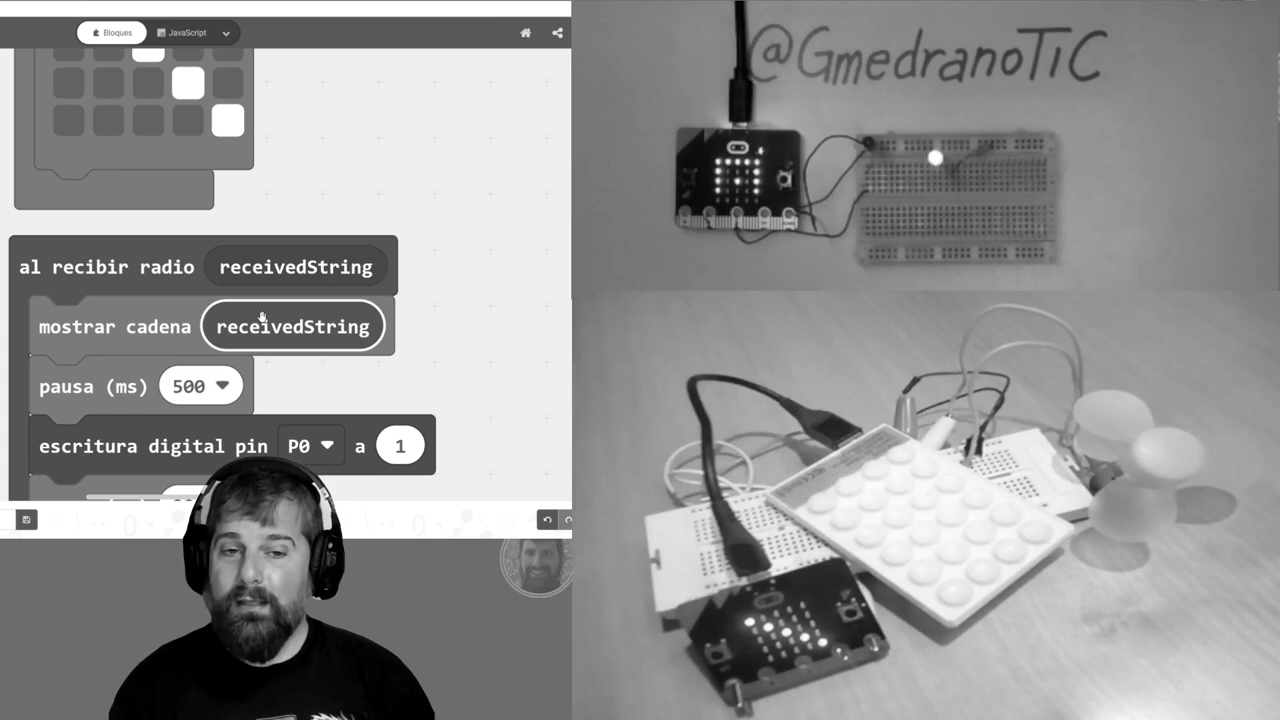 Bloques
JavaScript
al recibir radio receivedString
mostrar cadena receivedString
pausa (ms) 500
escritura digital pin P0 a 1
@GmedranoTiC